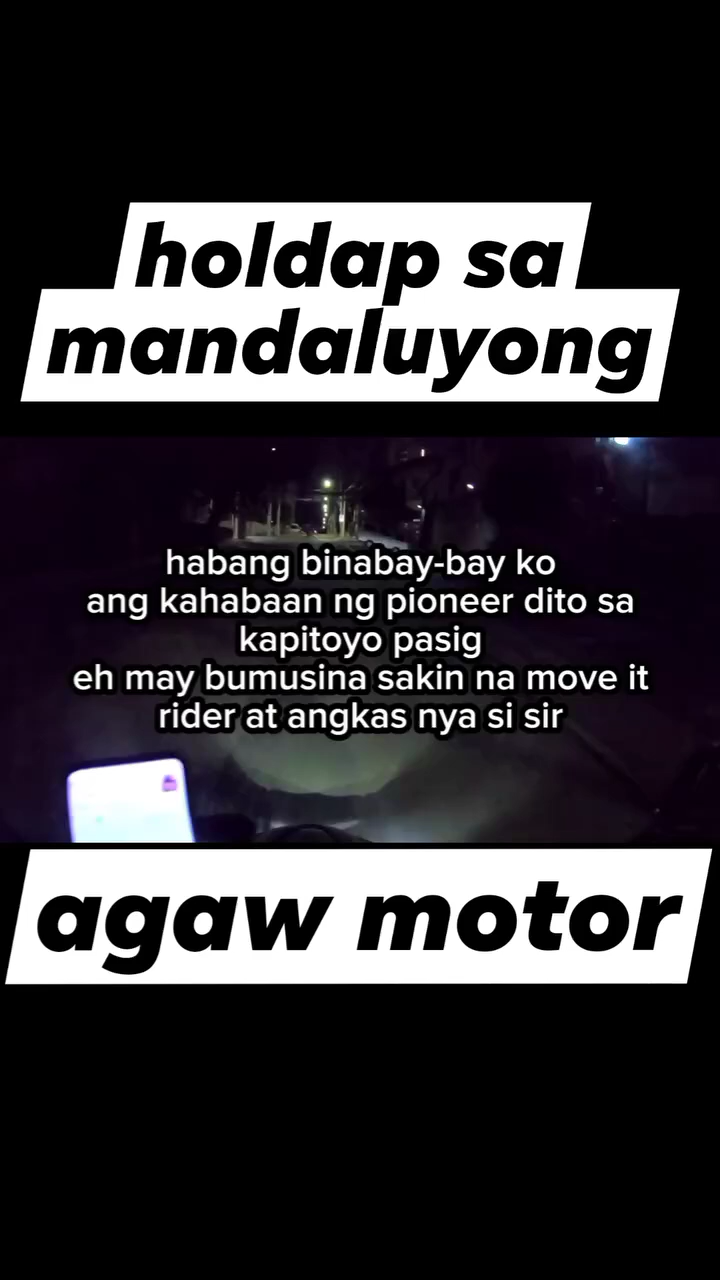 holdap sa
mandaluyong
habang binabay-bay ko
ang kahabaan ng pioneer dito sa
kapitoyo pasig
eh may bumusina sakin na move it
rider at angkas nya si sir
agaw motor